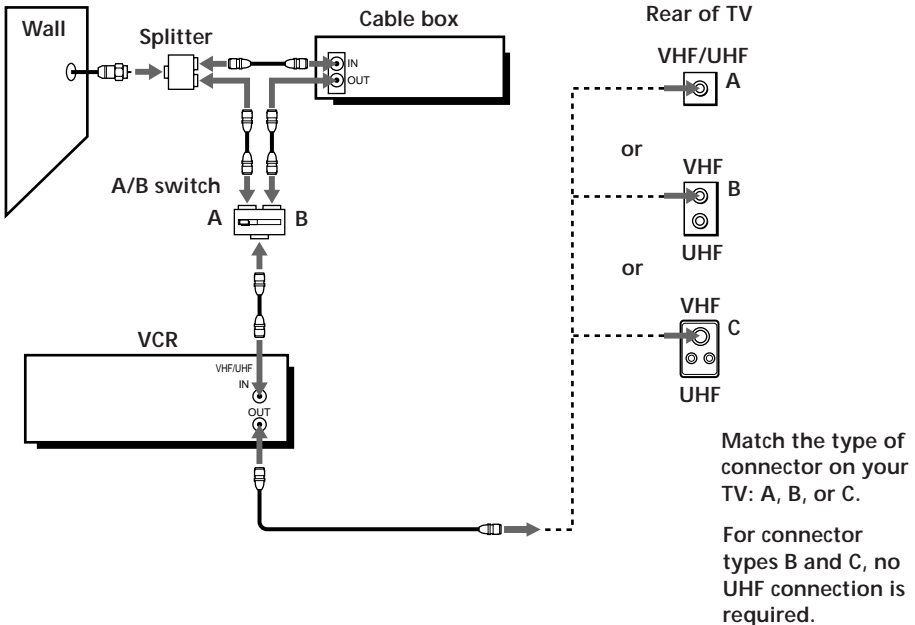 Cable box
Rear of TV
Wall
Splitter
VHF/UHF
IN
OUT
A
or
VHF
B
A/B switch
A
B
UHF
or
VHF
C
VCR
VHF/UHF
IN
OUT
UHF
Match the type of
connector on your
TV: A, B, or C.
For connector
types B and C, no
UHF connection is
required.